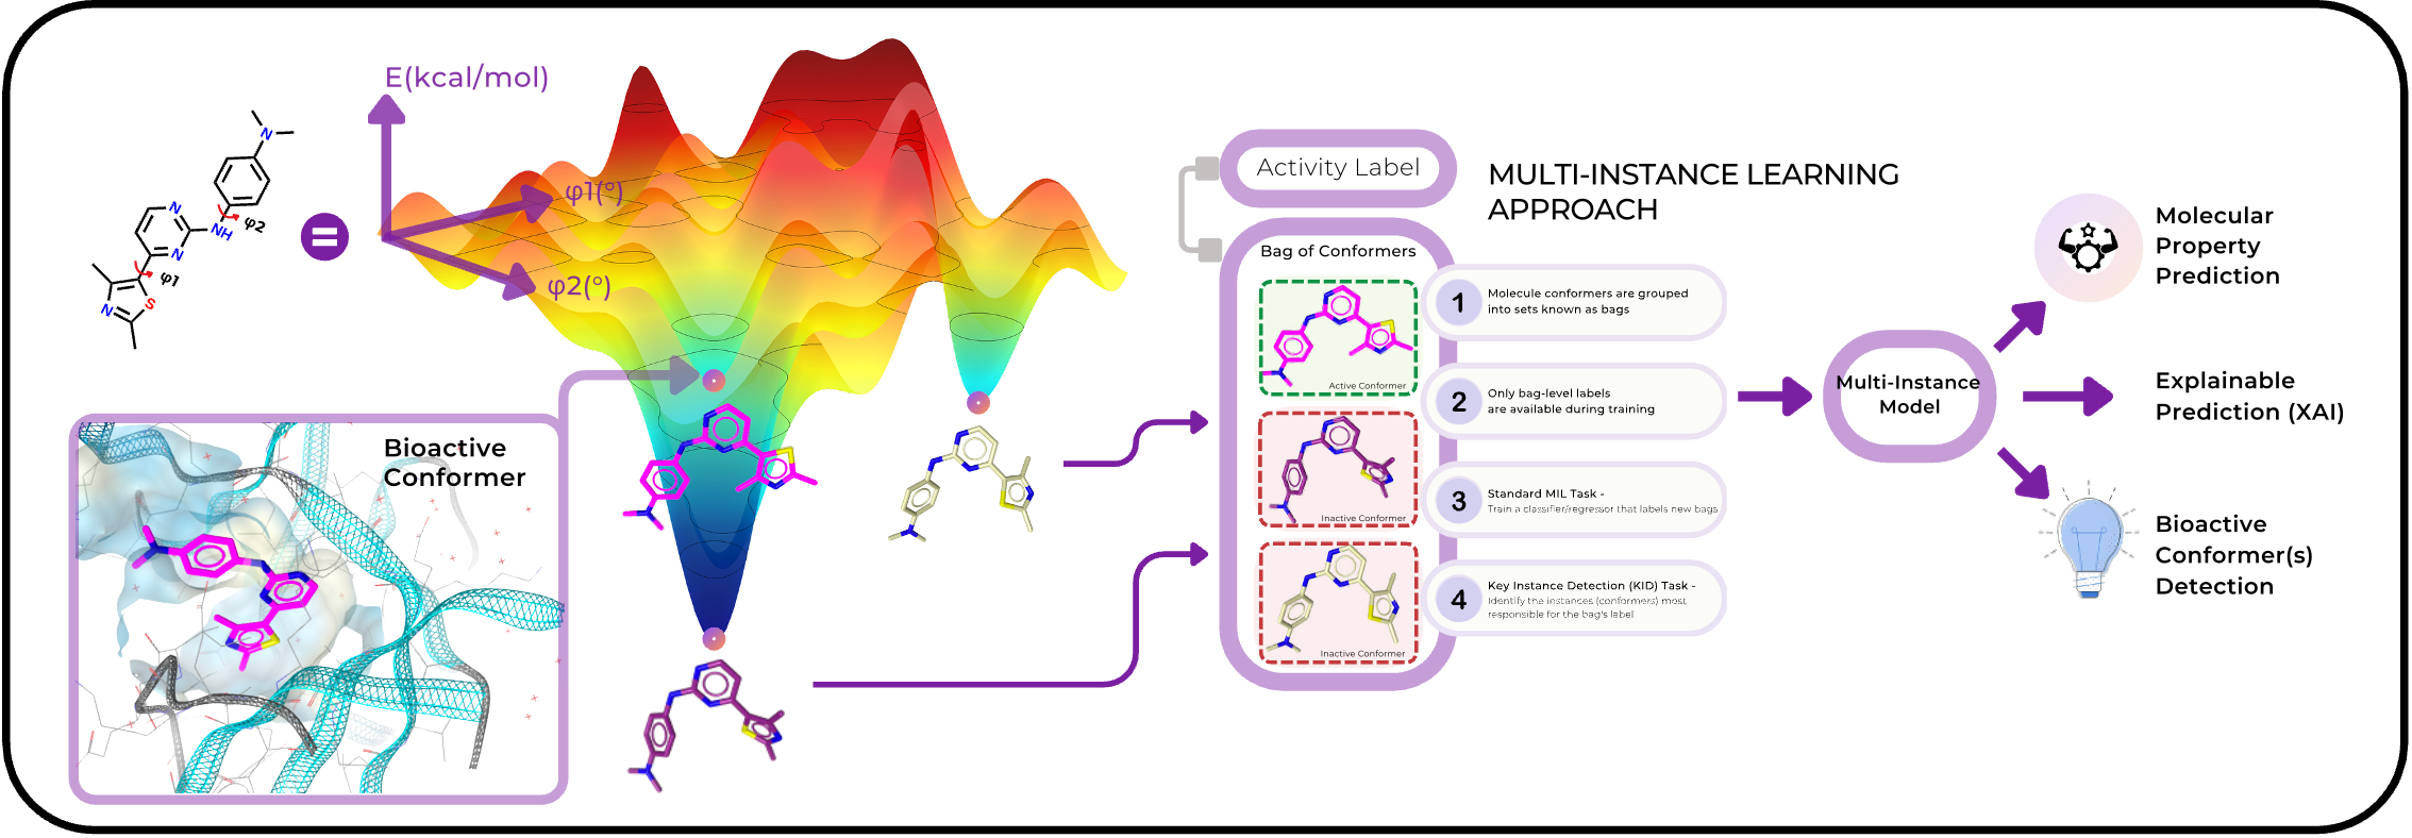 E(kcal/mol)
φ1(°)
φ2(°)
N
N
NH
φ2
N
φ1
N
S
Bioactive
Conformer
Activity Label
MULTI-INSTANCE LEARNING
APPROACH
Bag of Conformers
Active Conformer
Inactive Conformer
Inactive Conformer
1
Molecule conformers are grouped
into sets known as bags
2
Only bag-level labels
are available during training
3
Standard MIL Task -
Train a classifier/regressor that labels new bags
4
Key Instance Detection (KID) Task -
Identify the instances (conformers) most
responsible for the bag's label
Multi-Instance
Model
Molecular
Property
Prediction
Explainable
Prediction (XAI)
Bioactive
Conformer(s)
Detection